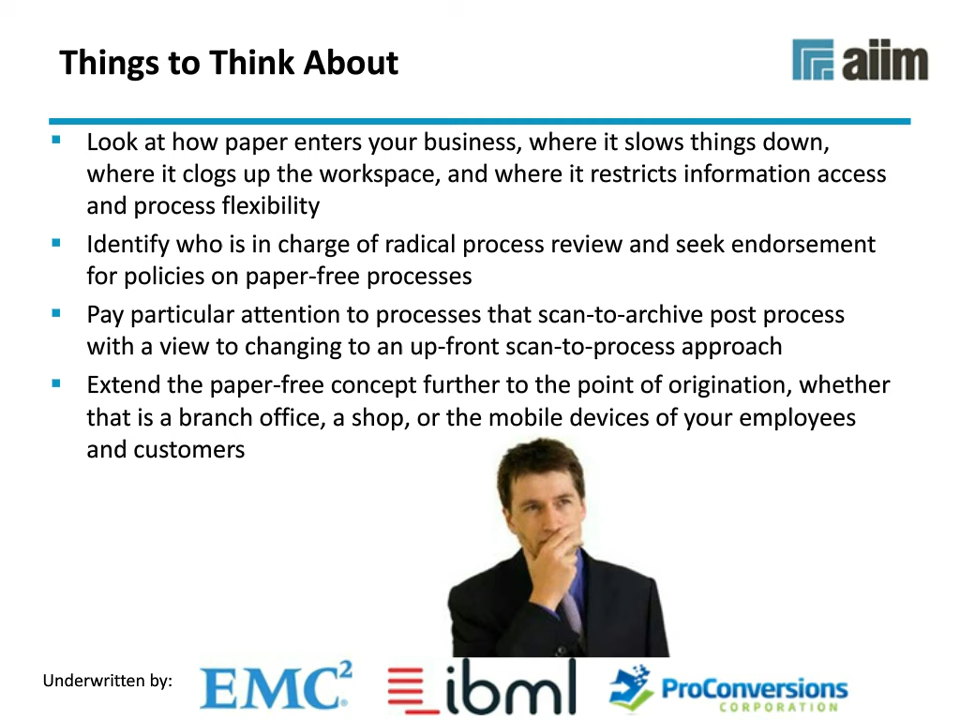 Things to Think About
aiim
▪ Look at how paper enters your business, where it slows things down,
where it clogs up the workspace, and where it restricts information access
and process flexibility
▪ Identify who is in charge of radical process review and seek endorsement
for policies on paper-free processes
▪ Pay particular attention to processes that scan-to-archive post process
with a view to changing to an up-front scan-to-process approach
▪ Extend the paper-free concept further to the point of origination, whether
that is a branch office, a shop, or the mobile devices of your employees
and customers
Underwritten by:
EMC²
ibml
ProConversions
CORPORATION